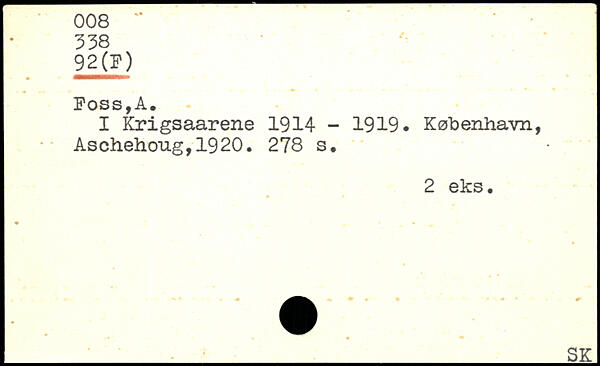 008
338
92(F)
Foss,A.
I Krigsaarene 1914 - 1919. København,
Aschehoug,1920. 278 s.
2 eks.
SK